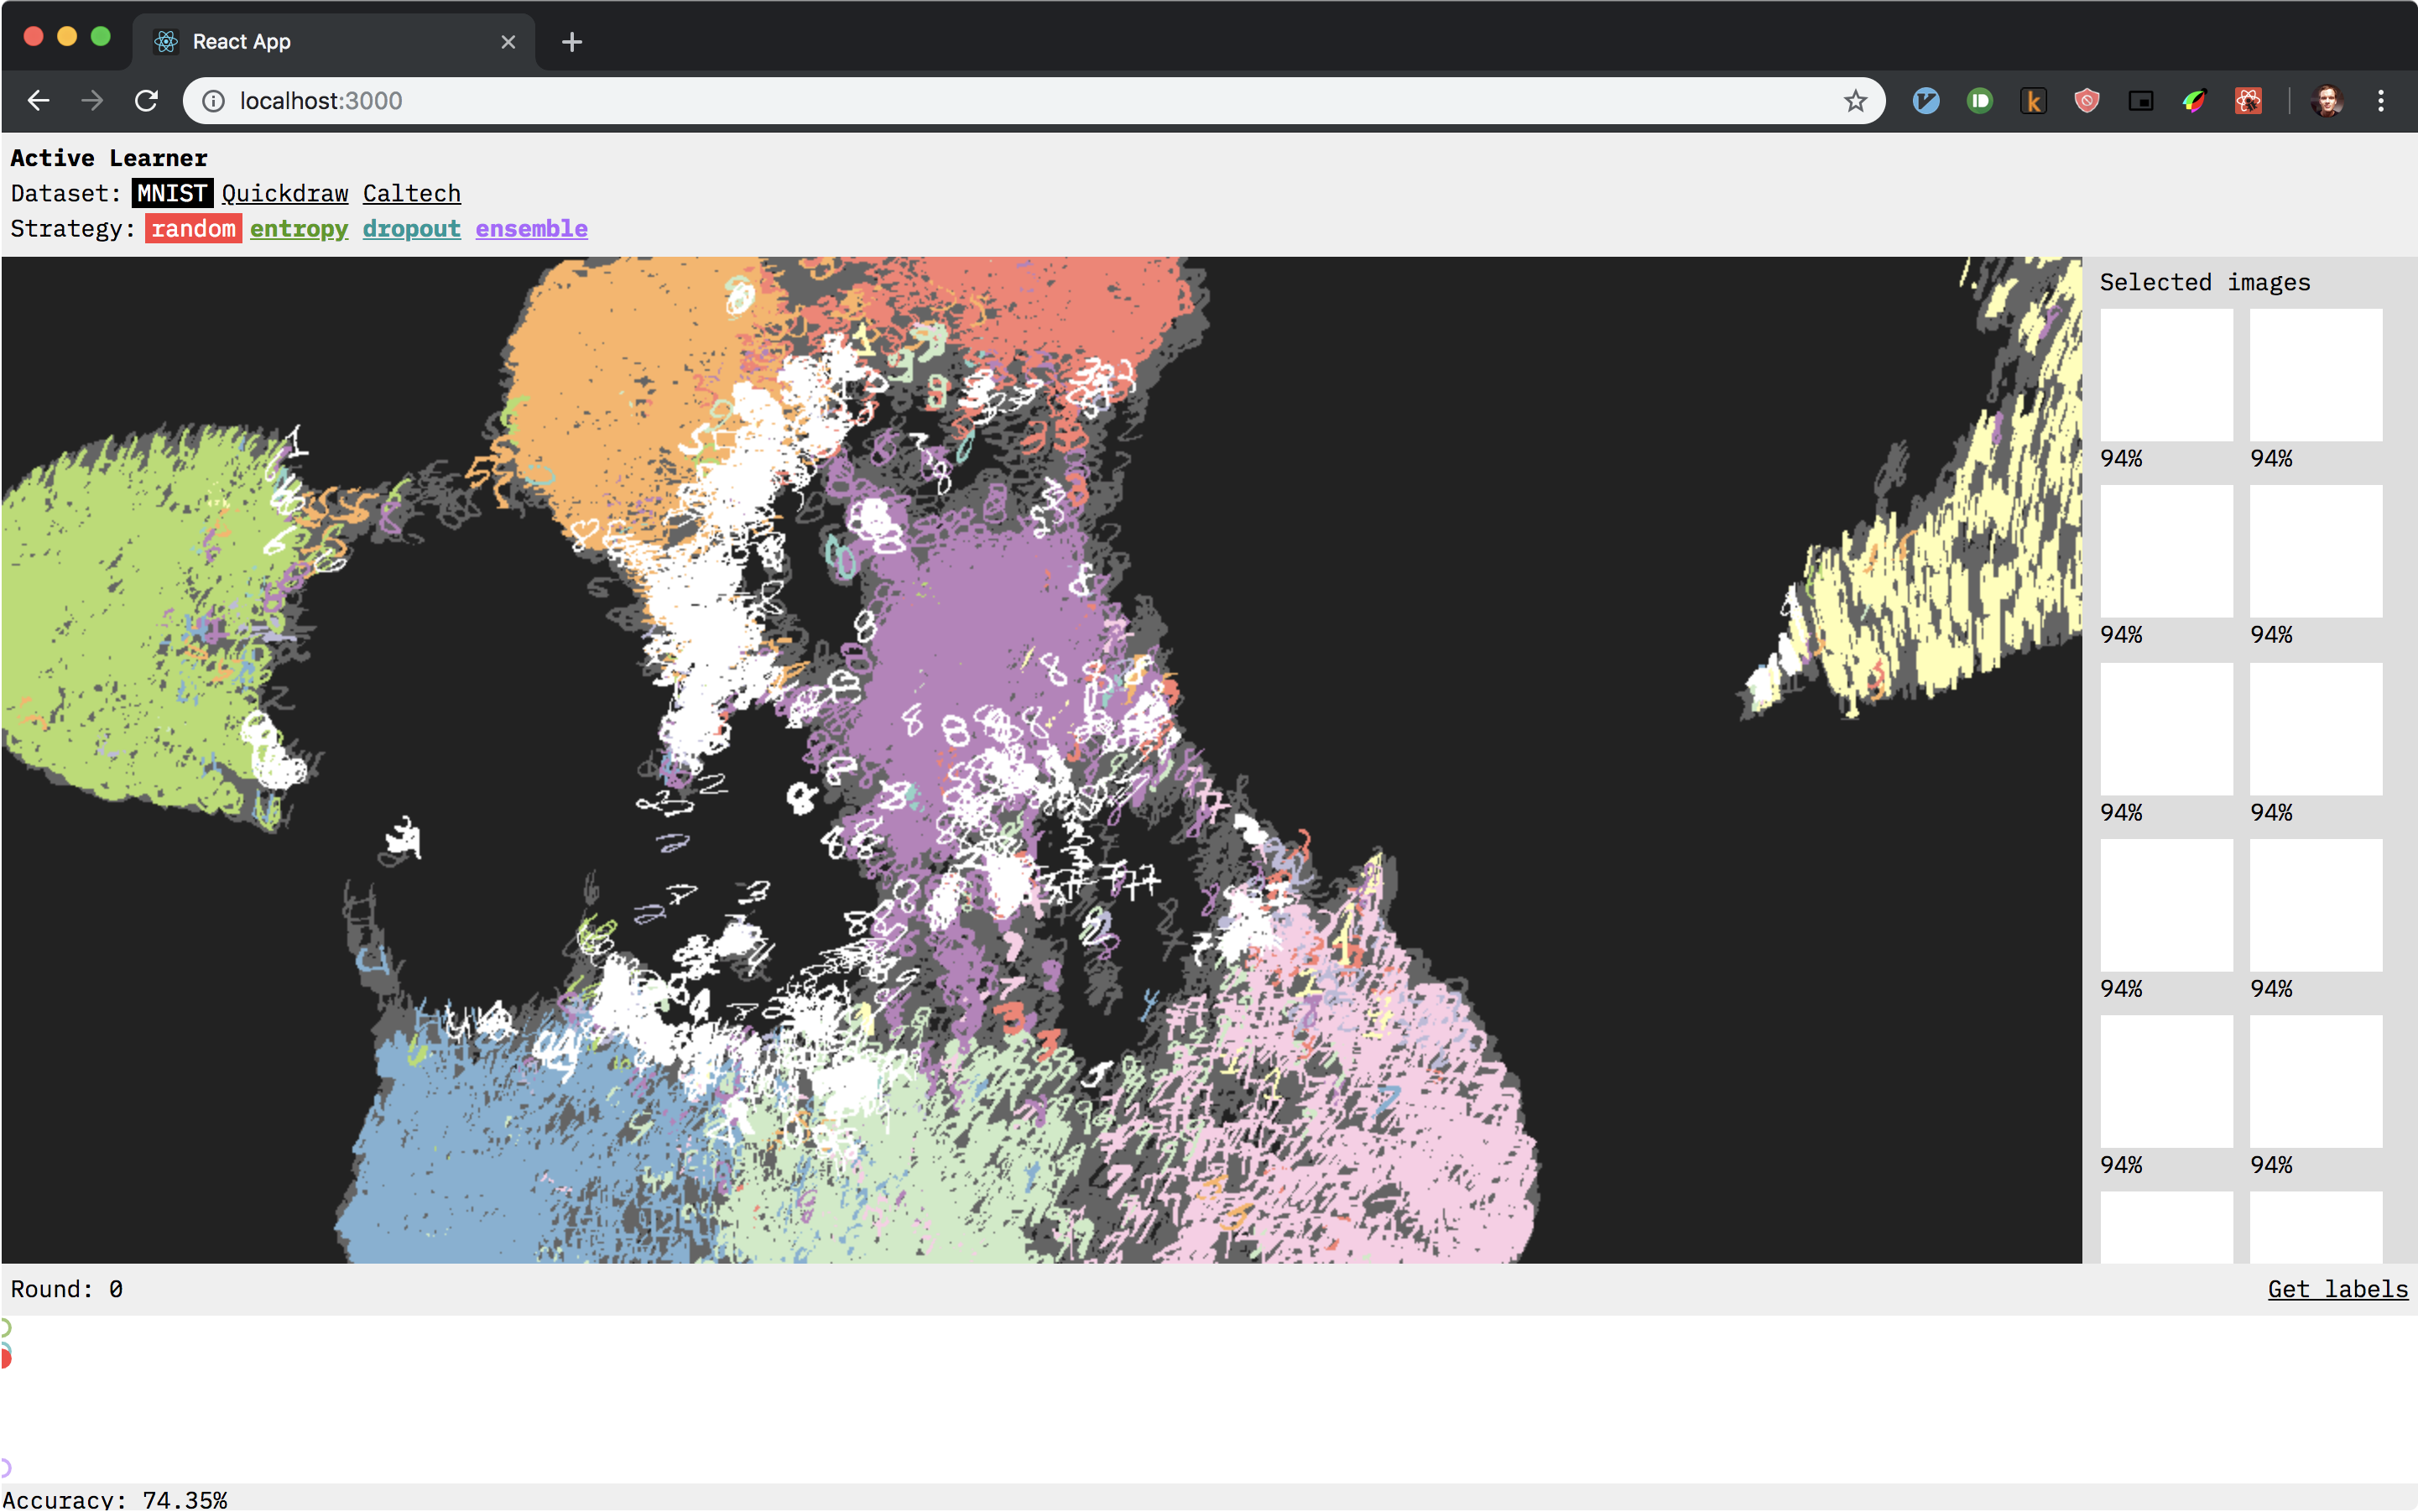 React App
localhost:3000
Active Learner
Dataset: MNIST Quickdraw Caltech
Strategy: random entropy dropout ensemble
Selected images
94% 94%
94% 94%
94% 94%
94% 94%
94% 94%
Round: 0
Get labels
Accuracy: 74.35%